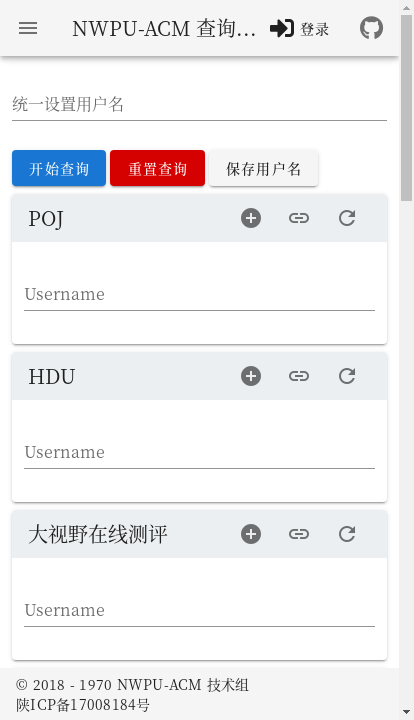 NWPU-ACM 查询... 登录
统一设置用户名
开始查询 重置查询 保存用户名
POJ
Username
HDU
Username
大视野在线测评
Username
© 2018 - 1970 NWPU-ACM 技术组
陕ICP备17008184号